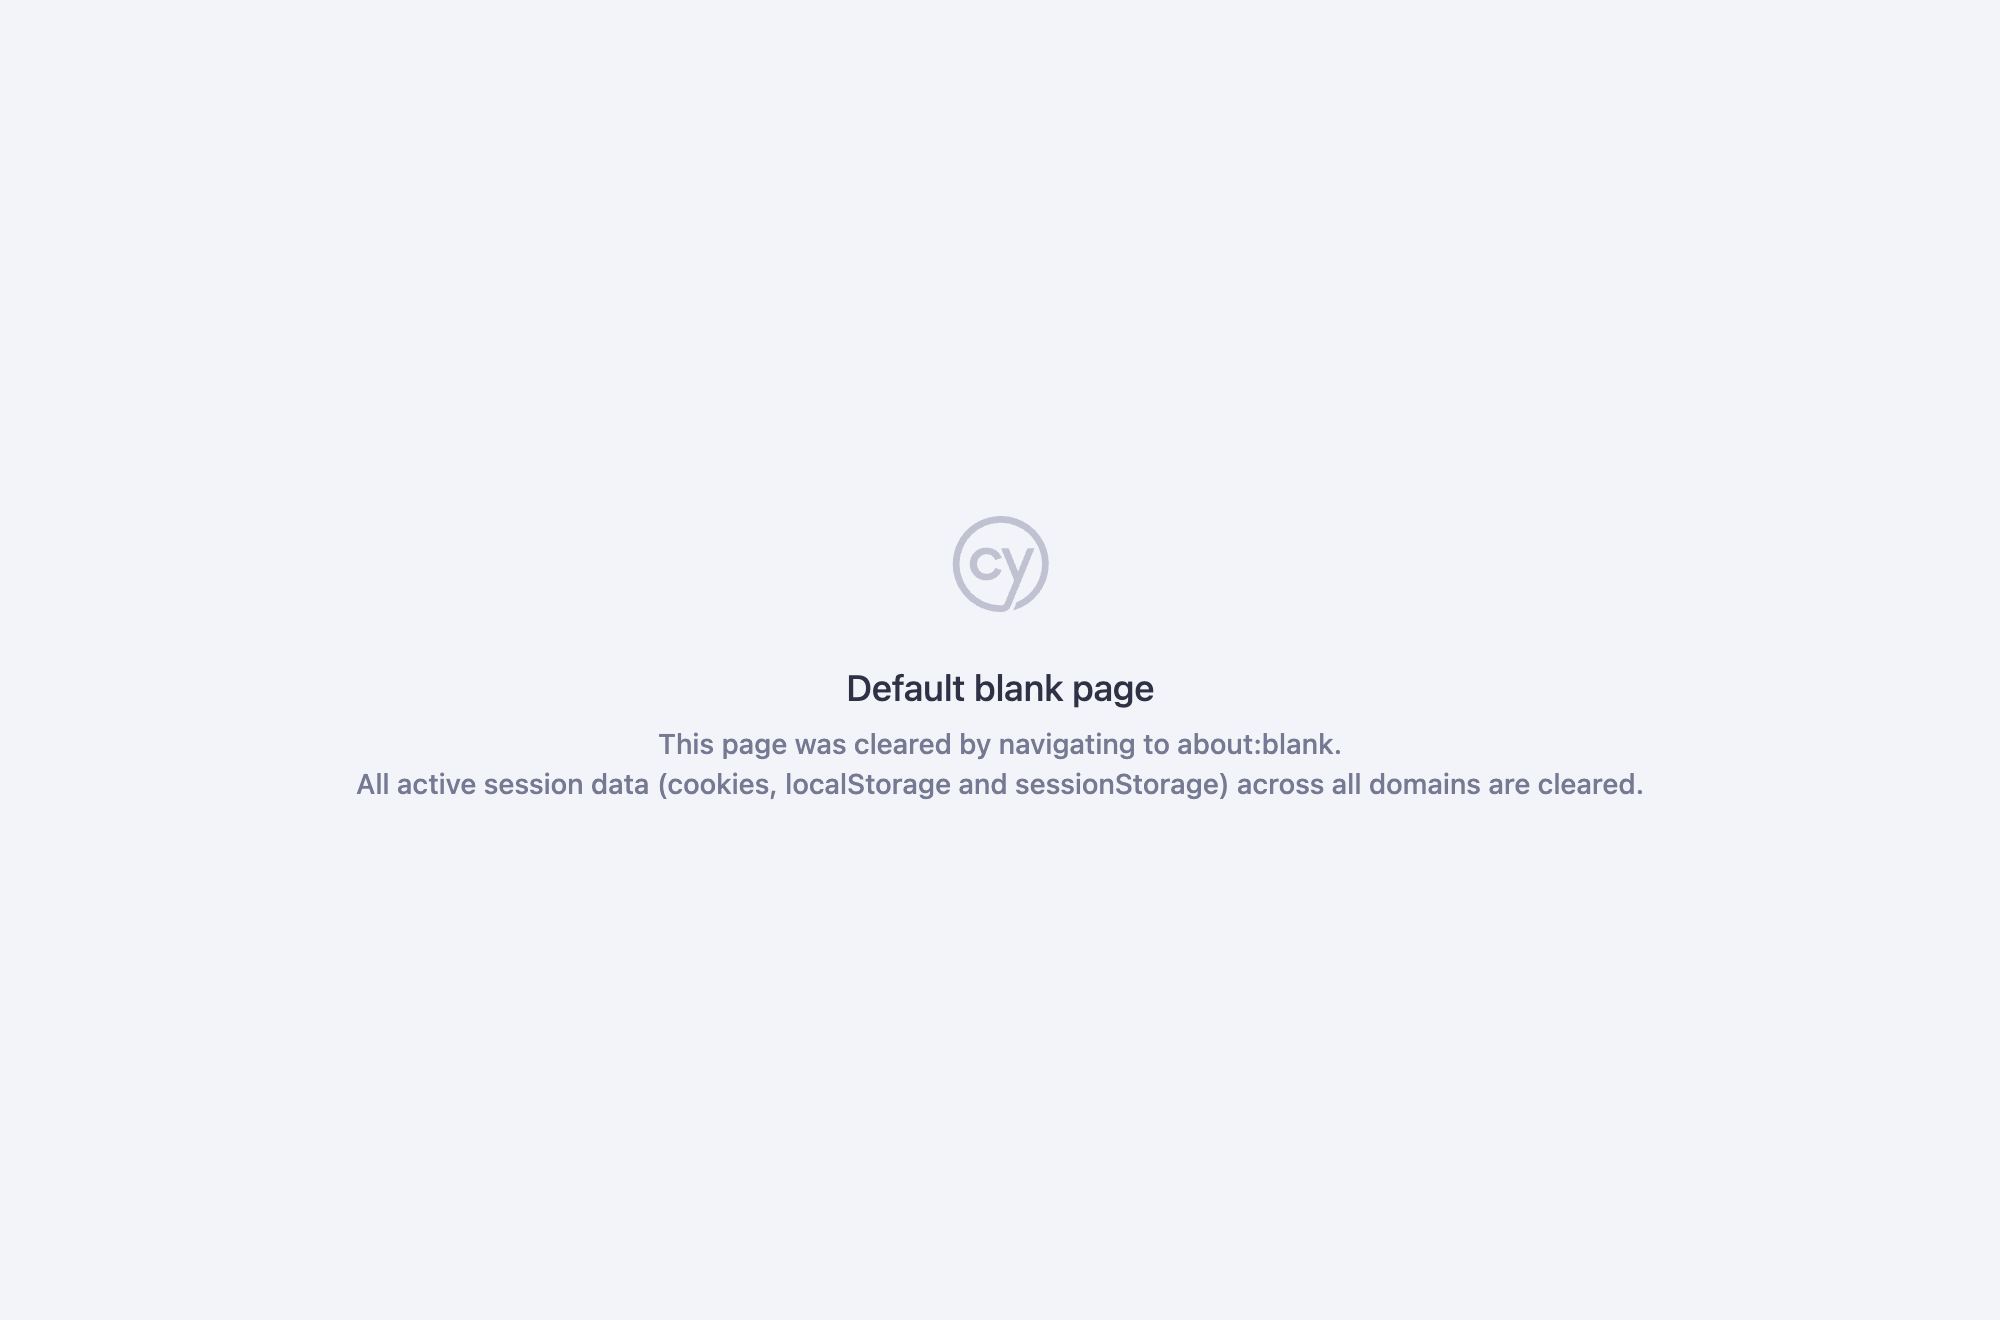 cy
Default blank page
This page was cleared by navigating to about:blank.
All active session data (cookies, localStorage and sessionStorage) across all domains are cleared.